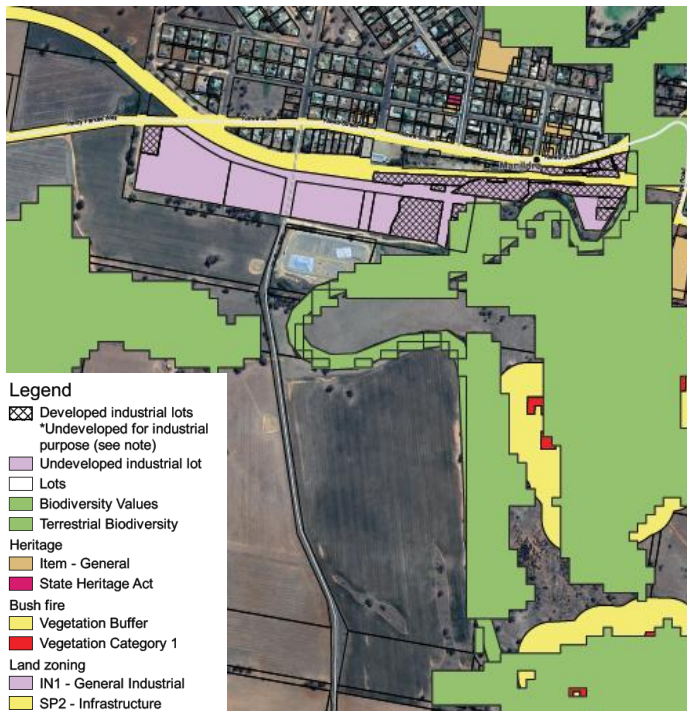 Manildra
Legend
Developed industrial lots
*Undeveloped for industrial
purpose (see note)
Undeveloped industrial lot
Lots
Biodiversity Values
Terrestrial Biodiversity
Heritage
Item - General
State Heritage Act
Bush fire
Vegetation Buffer
Vegetation Category 1
Land zoning
IN1 - General Industrial
SP2 - Infrastructure